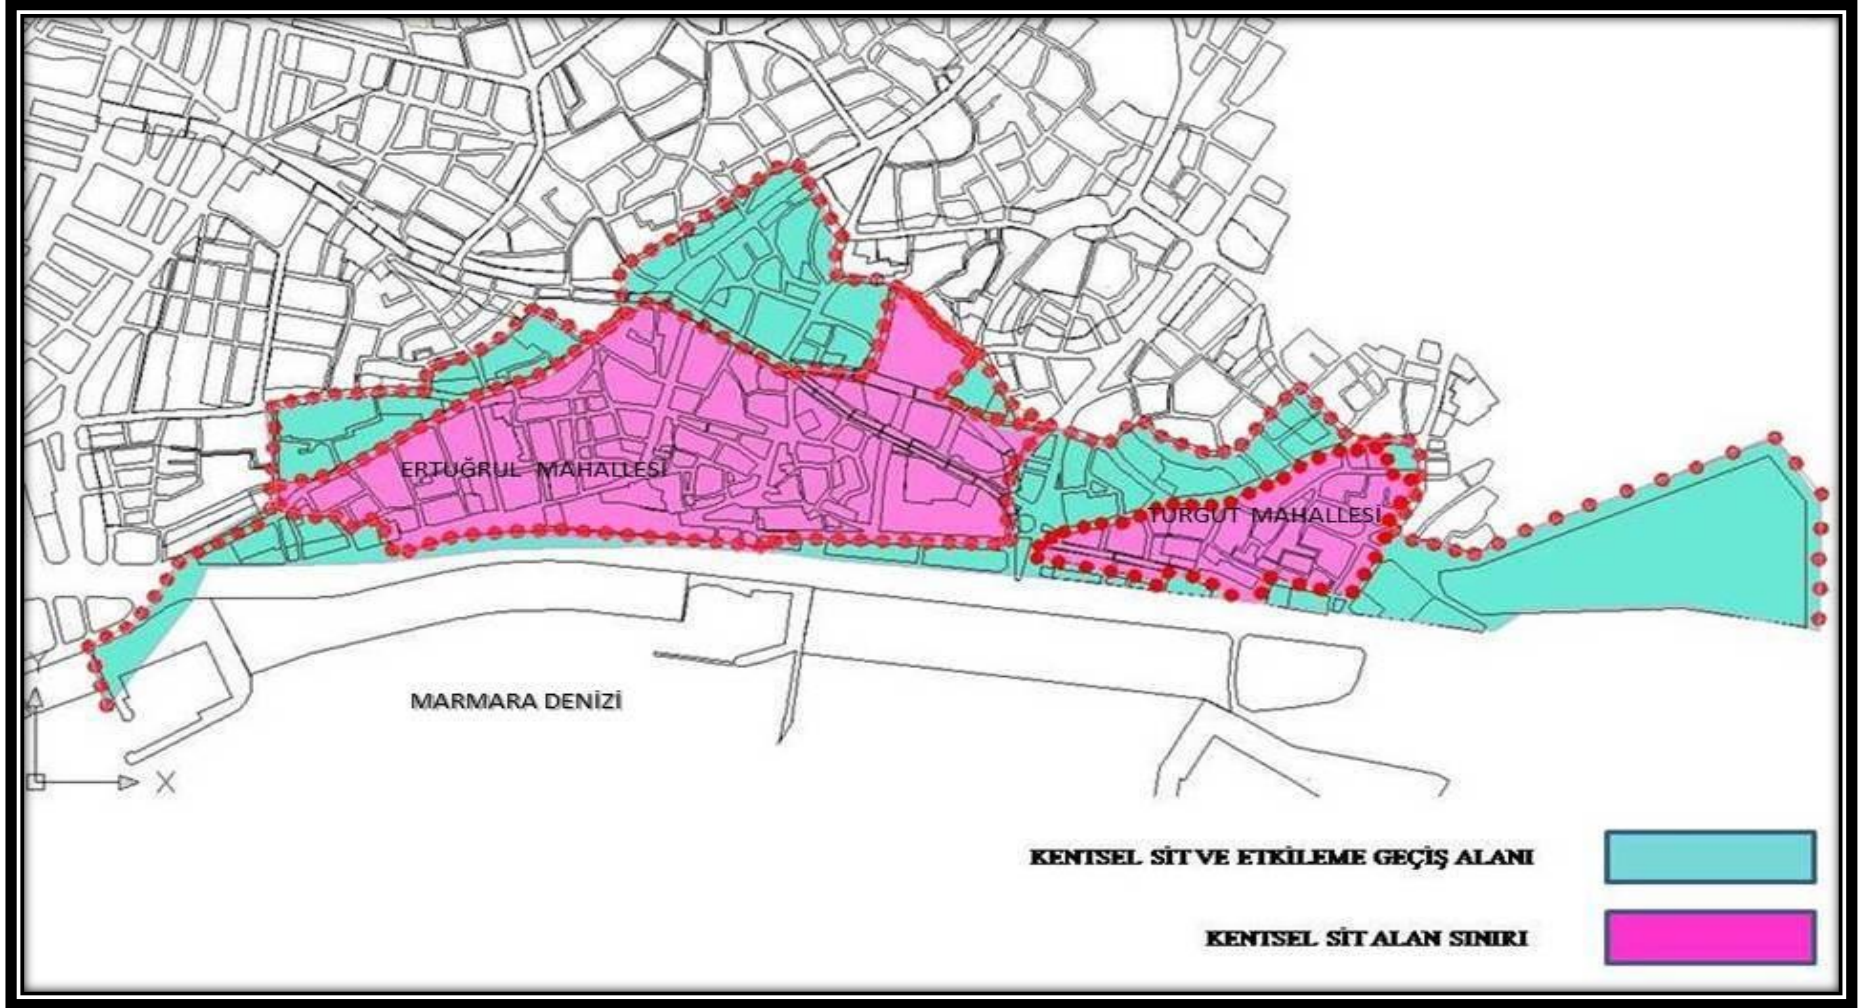 ERTUĞRUL MAHALLESİ
TURGUT MAHALLESİ
MARMARA DENİZİ
X
KENTSEL SİT VE ETKİLEME GEÇİŞ ALANI
KENTSEL SİT ALAN SINIRI